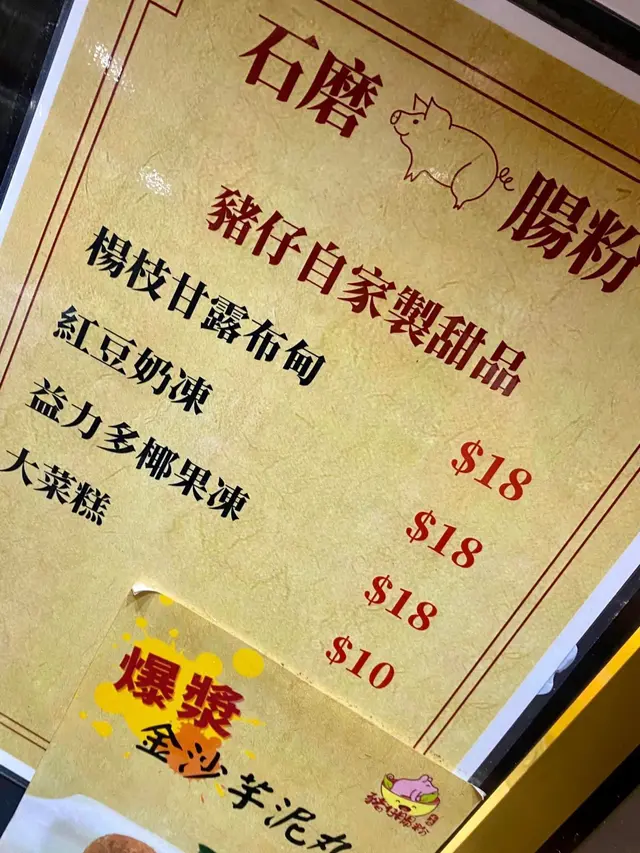 石磨 腸粉
豬仔自家製甜品
楊枝甘露布甸 $18
紅豆奶凍 $18
益力多椰果凍 $18
大菜糕 $10
爆漿
金沙芋泥丸